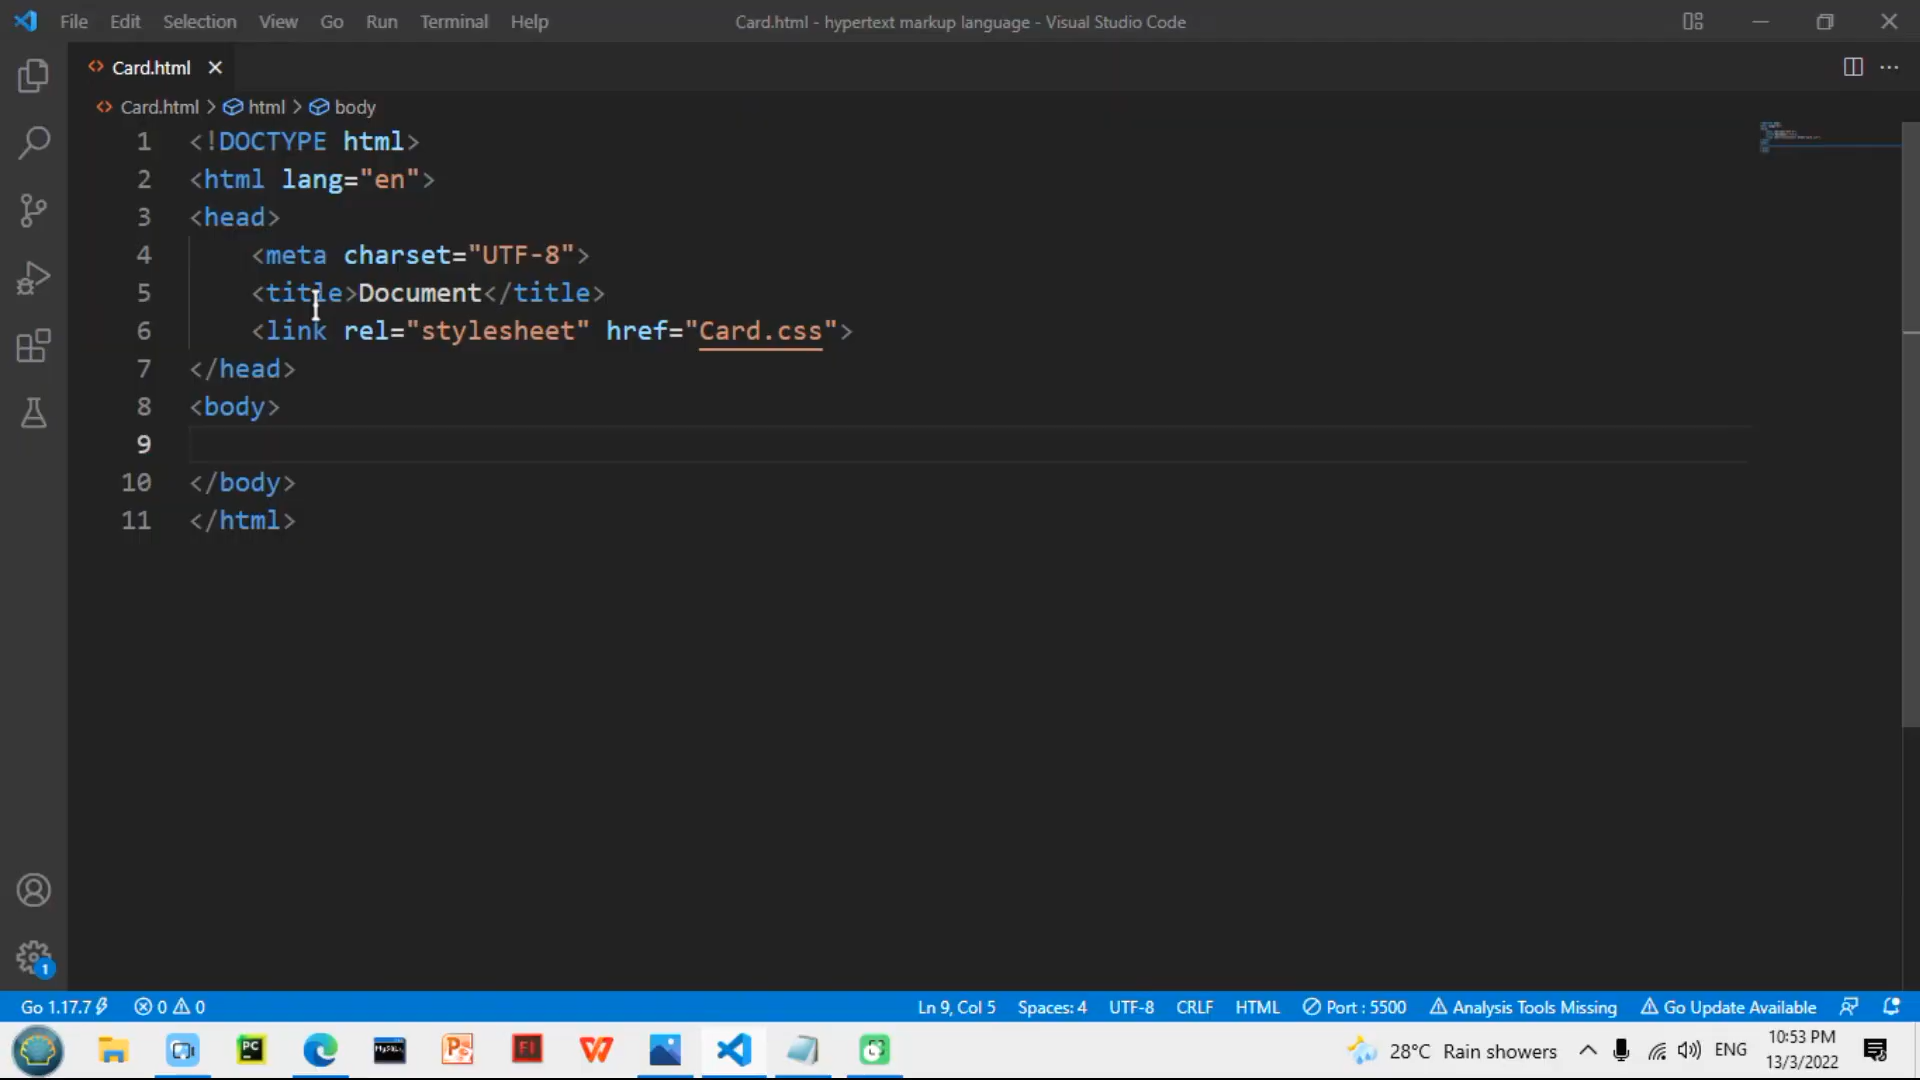 File Edit Selection View Go Run Terminal Help Card.html - hypertext markup language - Visual Studio Code
Card.html
Card.html > html > body
1 <!DOCTYPE html>
2 <html lang="en">
3 <head>
4 <meta charset="UTF-8">
5 <title>Document</title>
6 <link rel="stylesheet" href="Card.css">
7 </head>
8 <body>
9
10 </body>
11 </html>
1
Go 1.17.7 0 0 Ln 9, Col 5 Spaces: 4 UTF-8 CRLF HTML Port : 5500 Analysis Tools Missing Go Update Available
PC MySQL P Fl W 28°C Rain showers ENG 10:53 PM
13/3/2022